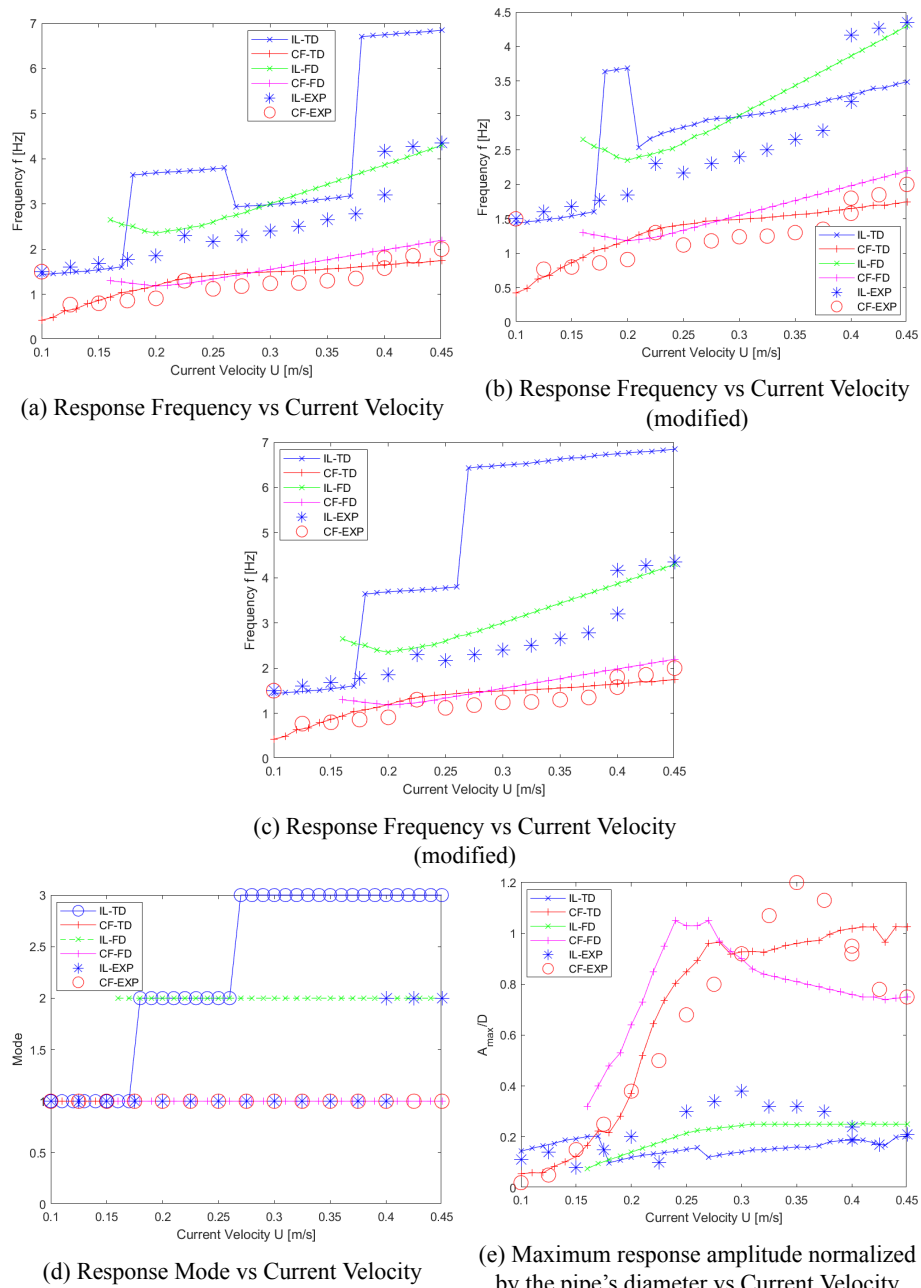 7
6
5
4
3
2
1
0
Frequency f [Hz]
IL-TD
CF-TD
IL-FD
CF-FD
IL-EXP
CF-EXP
0.1 0.15 0.2 0.25 0.3 0.35 0.4 0.45
Current Velocity U [m/s]
(a) Response Frequency vs Current Velocity
4.5
4
3.5
3
2.5
2
1.5
1
0.5
0
Frequency f [Hz]
IL-TD
CF-TD
IL-FD
CF-FD
IL-EXP
CF-EXP
0.1 0.15 0.2 0.25 0.3 0.35 0.4 0.45
Current Velocity U [m/s]
(b) Response Frequency vs Current Velocity
(modified)
7
6
5
4
3
2
1
0
Frequency f [Hz]
IL-TD
CF-TD
IL-FD
CF-FD
IL-EXP
CF-EXP
0.1 0.15 0.2 0.25 0.3 0.35 0.4 0.45
Current Velocity U [m/s]
(c) Response Frequency vs Current Velocity
(modified)
3
2.5
2
1.5
1
0.5
0
Mode
IL-TD
CF-TD
IL-FD
CF-FD
IL-EXP
CF-EXP
0.1 0.15 0.2 0.25 0.3 0.35 0.4 0.45
Current Velocity U [m/s]
(d) Response Mode vs Current Velocity
1.2
1
0.8
0.6
0.4
0.2
0
A_max/D
IL-TD
CF-TD
IL-FD
CF-FD
IL-EXP
CF-EXP
0.1 0.15 0.2 0.25 0.3 0.35 0.4 0.45
Current Velocity U [m/s]
(e) Maximum response amplitude normalized
by the pipe's diameter vs Current Velocity